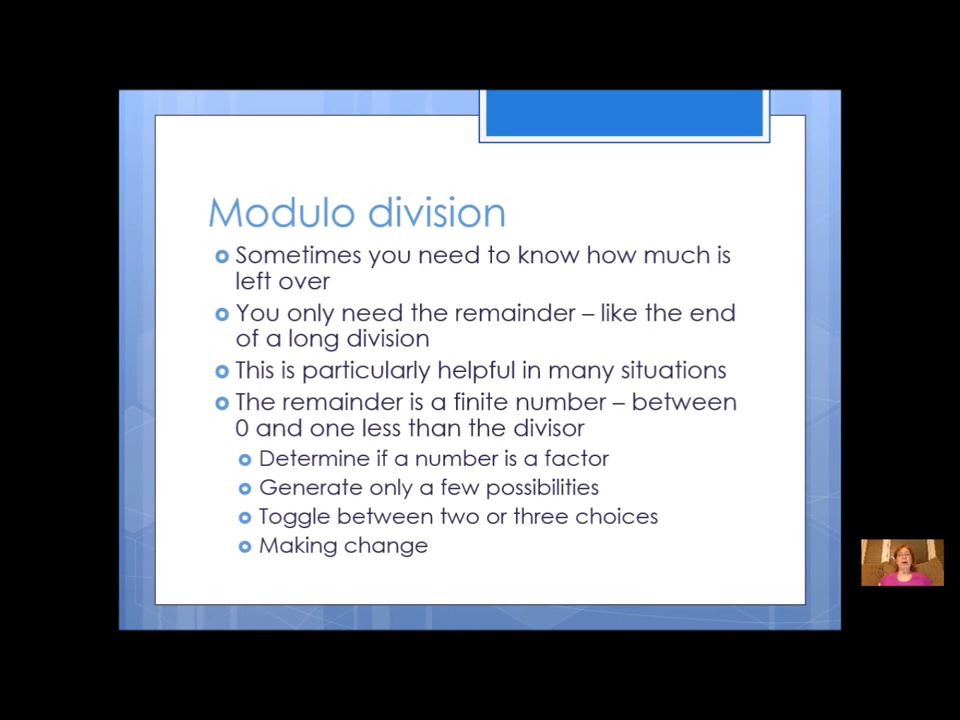 Modulo division
Sometimes you need to know how much is
left over
You only need the remainder – like the end
of a long division
This is particularly helpful in many situations
The remainder is a finite number – between
0 and one less than the divisor
Determine if a number is a factor
Generate only a few possibilities
Toggle between two or three choices
Making change